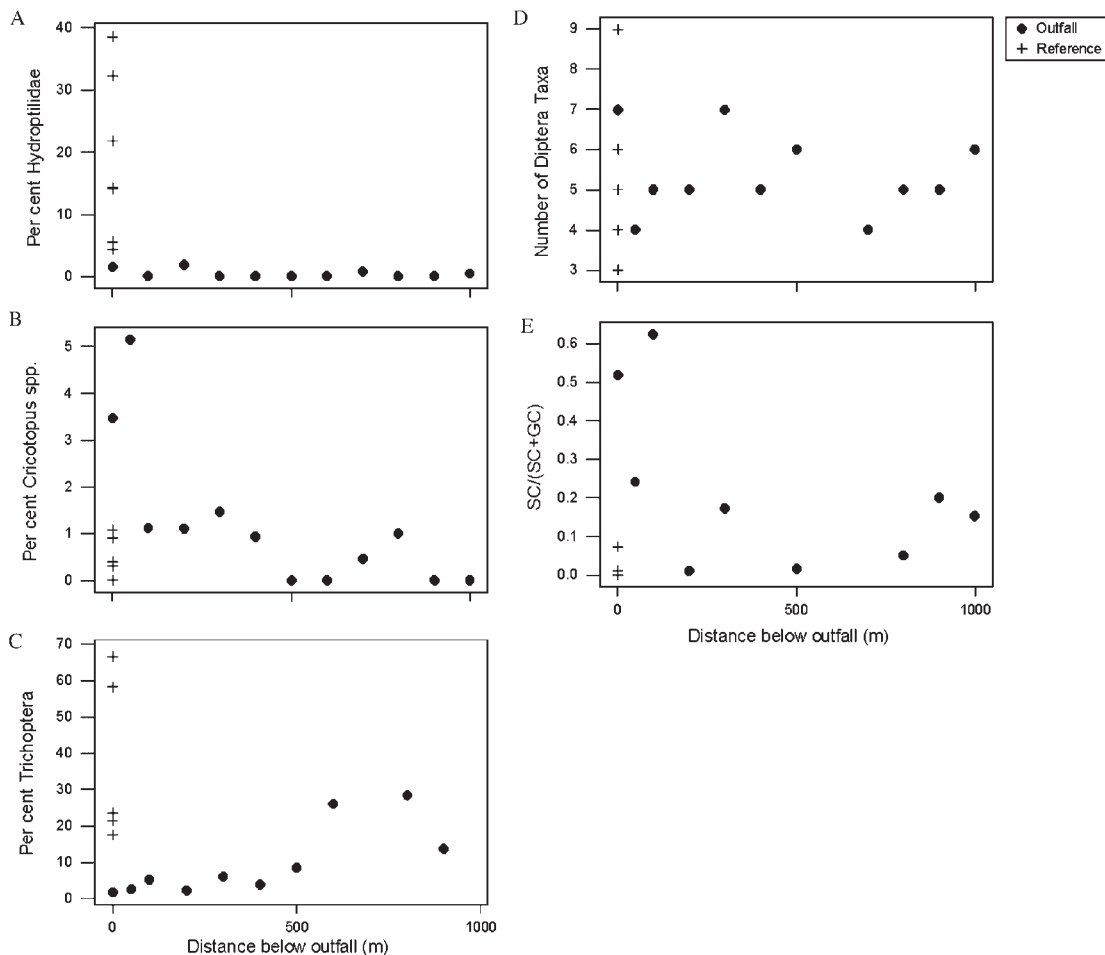 A
40
30
20
10
0
Per cent Hydroptilidae
B
5
4
3
2
1
0
Per cent Cricotopus spp.
C
70
60
50
40
30
20
10
0
Per cent Trichoptera
0
500
1000
Distance below outfall (m)
D
9
8
7
6
5
4
3
Number of Diptera Taxa
Outfall
Reference
E
0.6
0.5
0.4
0.3
0.2
0.1
0.0
SC/(SC+GC)
0
500
1000
Distance below outfall (m)